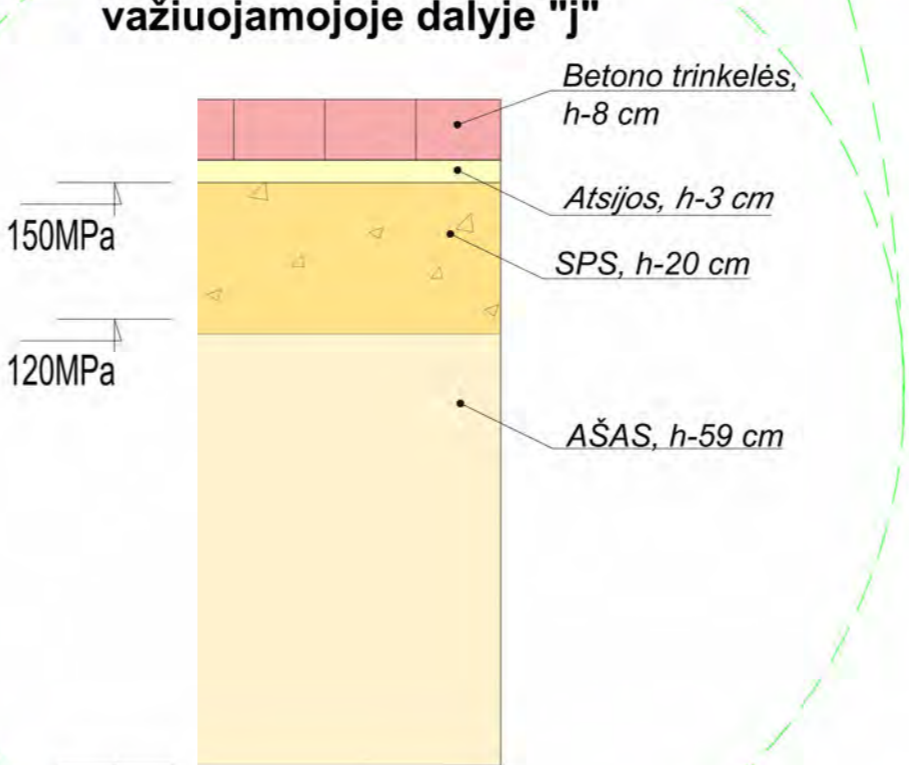 važiuojamojoje dalyje "j"
Betono trinkelės,
h-8 cm
Atsijos, h-3 cm
150MPa
SPS, h-20 cm
120MPa
AŠAS, h-59 cm